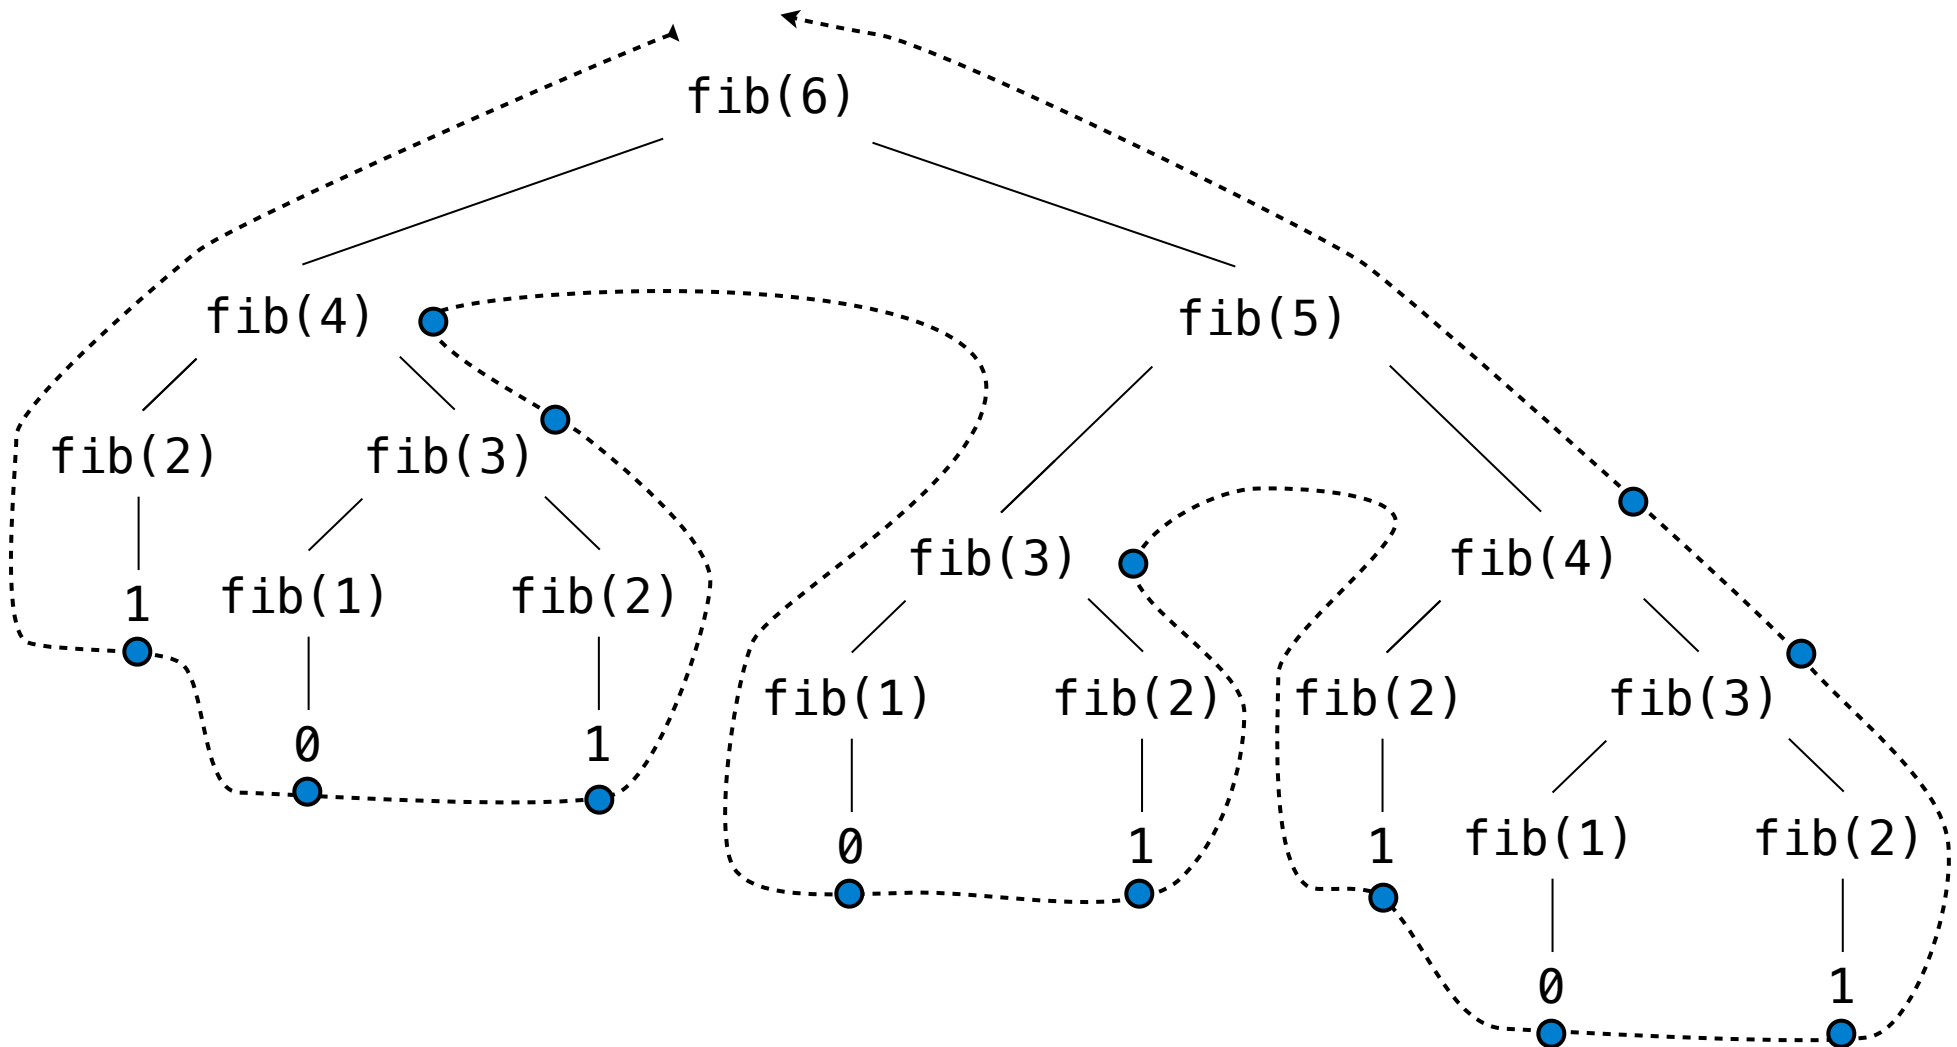 fib(6)
fib(4) fib(5)
fib(2) fib(3)
fib(3) fib(4)
1 fib(1) fib(2)
fib(1) fib(2) fib(2) fib(3)
0 1
0 1 1 fib(1) fib(2)
0 1